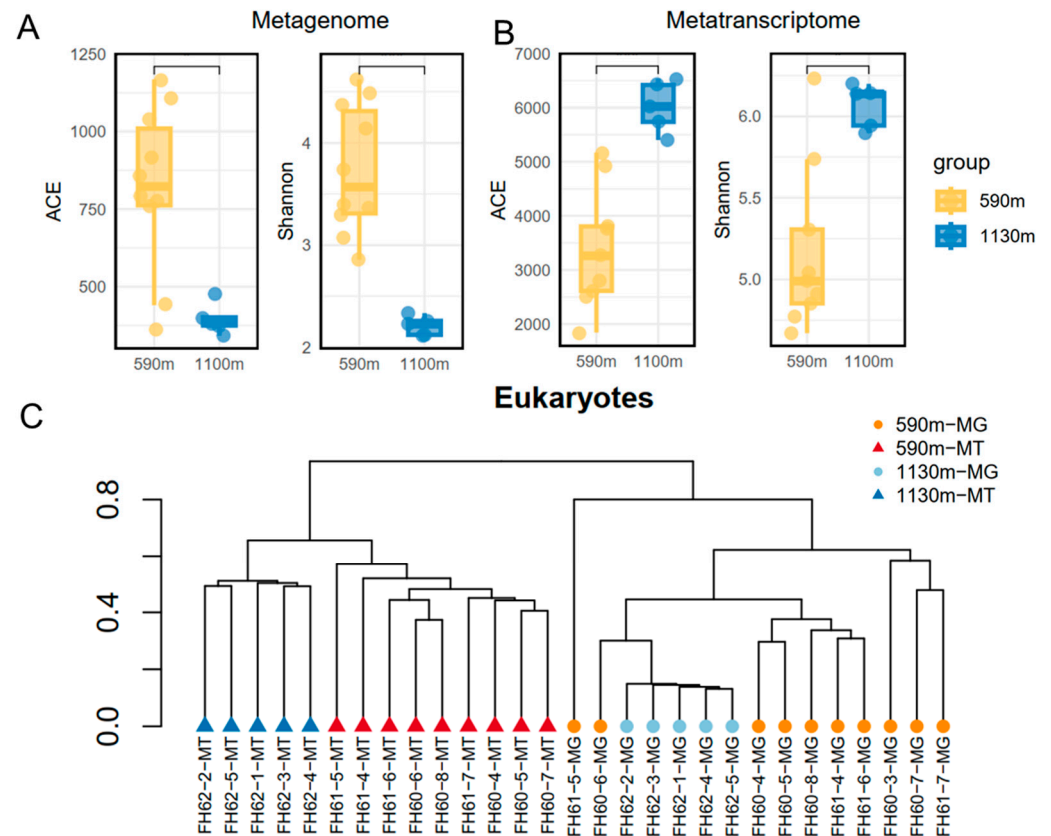 A
Metagenome
B
Metatranscriptome
ACE
1250
1000
750
500
590m
1100m
Shannon
4
3
2
590m
1100m
ACE
7000
6000
5000
4000
3000
2000
590m
1100m
Shannon
6.0
5.5
5.0
590m
1100m
group
590m
1130m
C
Eukaryotes
590m−MG
590m−MT
1130m−MG
1130m−MT
0.8
0.4
0.0
FH62−2−MT
FH62−5−MT
FH62−1−MT
FH62−3−MT
FH62−4−MT
FH61−5−MT
FH61−4−MT
FH61−6−MT
FH60−6−MT
FH60−8−MT
FH61−7−MT
FH60−4−MT
FH60−5−MT
FH60−7−MT
FH61−5−MG
FH60−6−MG
FH62−2−MG
FH62−3−MG
FH62−1−MG
FH62−4−MG
FH62−5−MG
FH60−4−MG
FH60−5−MG
FH60−8−MG
FH61−4−MG
FH61−6−MG
FH60−3−MG
FH60−7−MG
FH61−7−MG